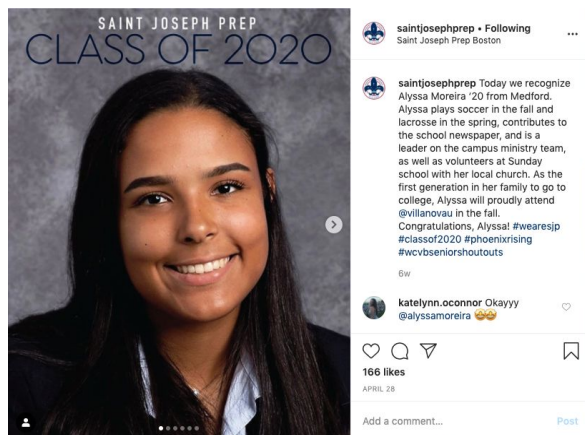 SAINT JOSEPH PREP
CLASS OF 2020
saintjosephprep • Following
Saint Joseph Prep Boston
saintjosephprep Today we recognize
Alyssa Moreira '20 from Medford.
Alyssa plays soccer in the fall and
lacrosse in the spring, contributes to
the school newspaper, and is a
leader on the campus ministry team,
as well as volunteers at Sunday
school with her local church. As the
first generation in her family to go to
college, Alyssa will proudly attend
@villanovau in the fall.
Congratulations, Alyssa! #wearesjp
#classof2020 #phoenixrising
#wcvbseniorshoutouts
6w
katelynn.oconnor Okayyy
@alyssamoreira 🤩🤩
166 likes
APRIL 28
Add a comment...
Post